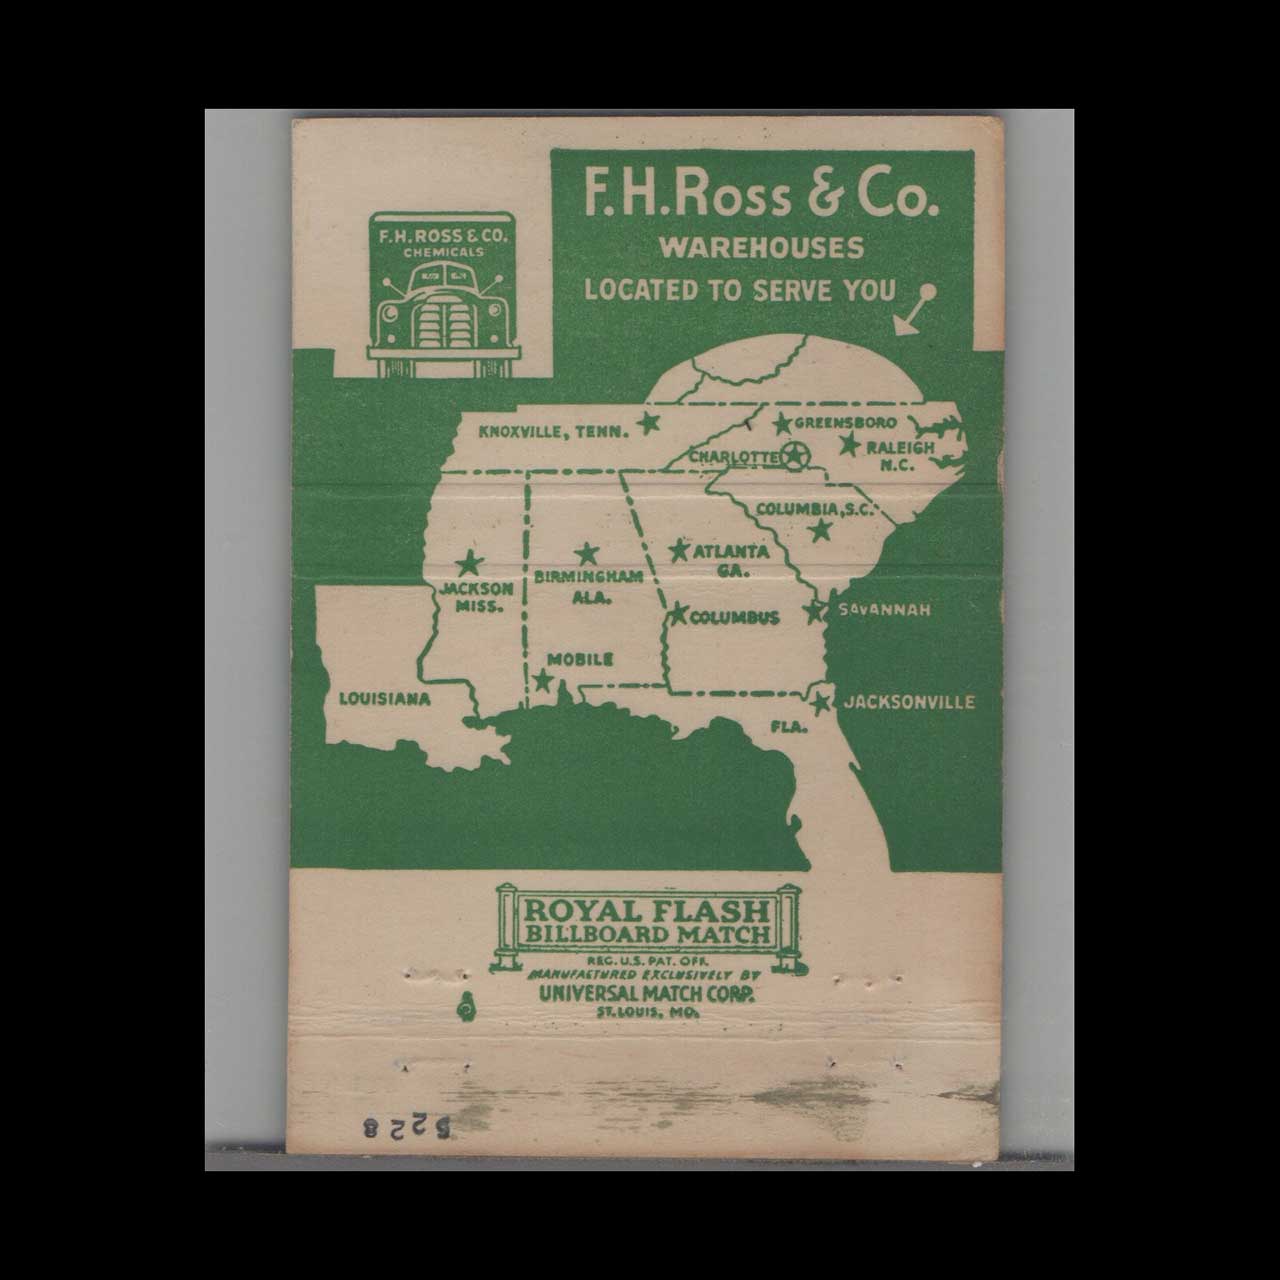 F.H.Ross & Co.
WAREHOUSES
LOCATED TO SERVE YOU
F.H. ROSS & CO.
CHEMICALS
KNOXVILLE, TENN.
GREENSBORO
CHARLOTTE
RALEIGH
N.C.
COLUMBIA, S.C.
ATLANTA
GA.
JACKSON
MISS.
BIRMINGHAM
ALA.
COLUMBUS
SAVANNAH
MOBILE
LOUISIANA
JACKSONVILLE
FLA.
ROYAL FLASH
BILLBOARD MATCH
REG. U.S. PAT. OFF.
MANUFACTURED EXCLUSIVELY BY
UNIVERSAL MATCH CORP.
ST. LOUIS, MO.
5228